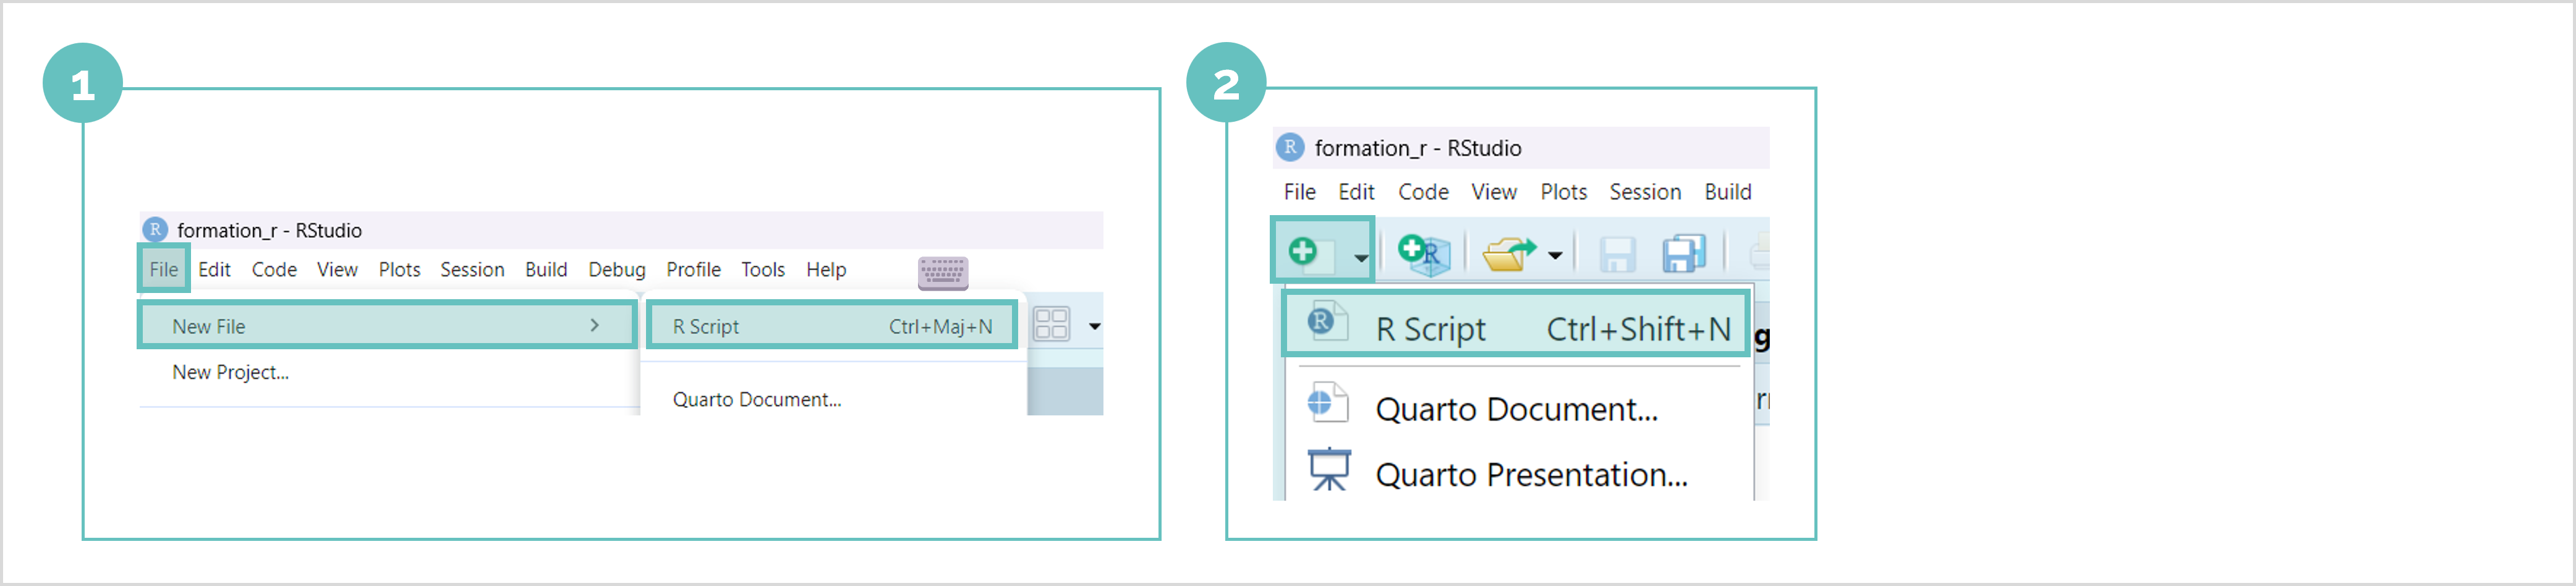 1
R formation_r - RStudio
File Edit Code View Plots Session Build Debug Profile Tools Help
New File > R Script Ctrl+Maj+N
New Project...
Quarto Document...
2
R formation_r - RStudio
File Edit Code View Plots Session Build
R
R R Script Ctrl+Shift+N
Quarto Document...
Quarto Presentation...